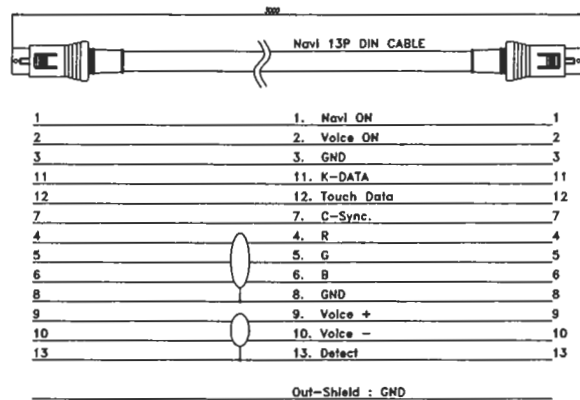 3000
Navi 13P DIN CABLE
1 1. Navi ON 1
2 2. Voice ON 2
3 3. GND 3
11 11. K-DATA 11
12 12. Touch Data 12
7 7. C-Sync. 7
4 4. R 4
5 5. G 5
6 6. B 6
8 8. GND 8
9 9. Voice + 9
10 10. Voice - 10
13 13. Detect 13
Out-Shield : GND